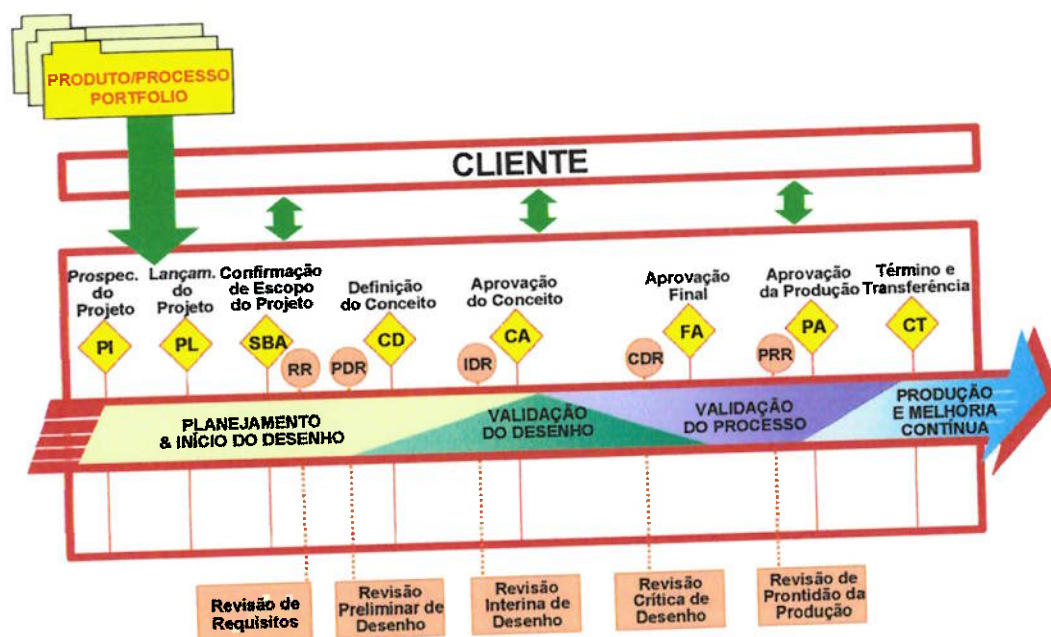 PRODUTO/PROCESSO
PORTFOLIO
CLIENTE
Prospec.
do
Projeto
Lançam.
do
Projeto
Confirmação
de Escopo
do Projeto
Definição
do Conceito
Aprovação
do Conceito
Aprovação
Final
Aprovação
da Produção
Término e
Transferência
PI
PL
SBA
RR
PDR
CD
IDR
CA
CDR
FA
PRR
PA
CT
PLANEJAMENTO
& INÍCIO DO DESENHO
VALIDAÇÃO
DO DESENHO
VALIDAÇÃO
DO PROCESSO
PRODUÇÃO
E MELHORIA
CONTÍNUA
Revisão de
Requisitos
Revisão
Preliminar de
Desenho
Revisão
Interina de
Desenho
Revisão
Crítica de
Desenho
Revisão de
Prontidão da
Produção